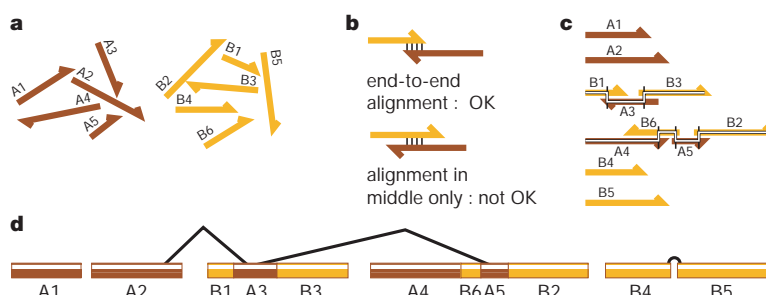 a
A1
A2
A3
A4
A5
B2
B1
B3
B4
B5
B6
b
end-to-end
alignment : OK
alignment in
middle only : not OK
c
A1
A2
B1 B3
A3
B6 B2
A4 A5
B4
B5
d
A1 A2 B1 A3 B3 A4 B6 A5 B2 B4 B5